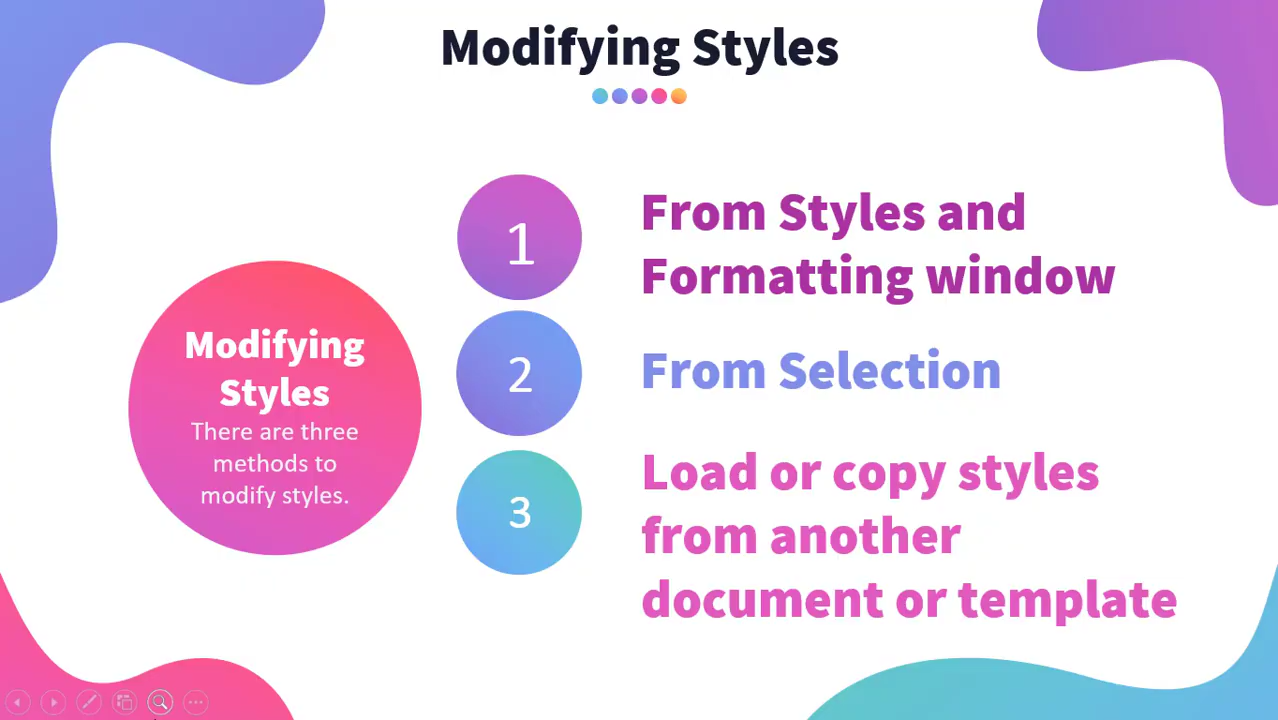 Modifying Styles
Modifying
Styles
There are three
methods to
modify styles.
1
From Styles and
Formatting window
2
From Selection
3
Load or copy styles
from another
document or template